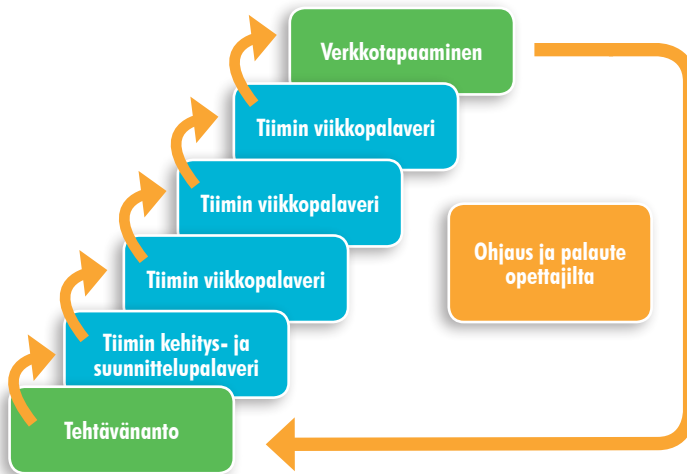 Verkkotapaaminen
Tiimin viikkopalaveri
Tiimin viikkopalaveri
Tiimin viikkopalaveri
Tiimin kehitys- ja
suunnittelupalaveri
Tehtävänanto
Ohjaus ja palaute
opettajilta